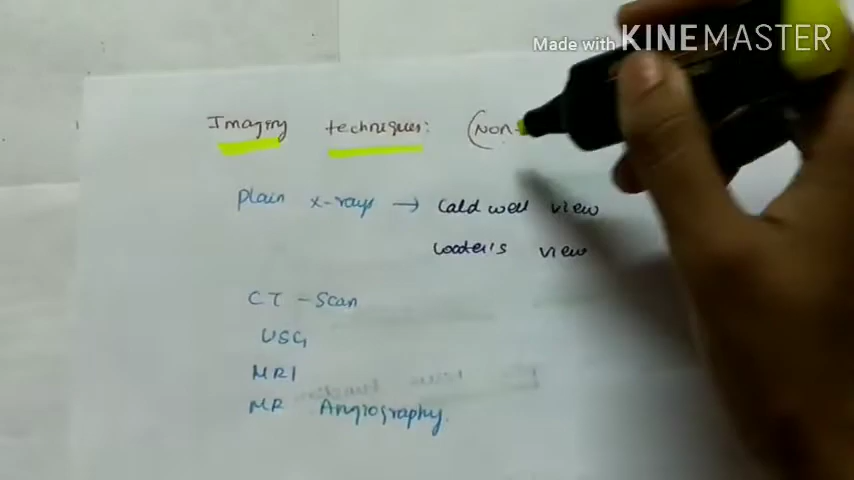 Made with KINEMASTER
Imaging techniques: (Non-
Plain x-rays → Caldwell view
Water's view
CT - Scan
USG
MRI
MR Angiography.